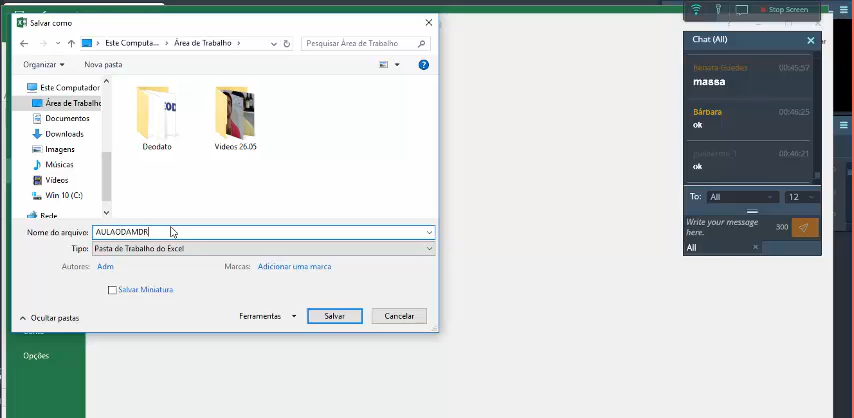 Salvar como
Stop Screen
Este Computa...
Área de Trabalho
Pesquisar Área de Trabalho
Organizar
Nova pasta
Este Computador
Área de Trabalho
Documentos
Downloads
Imagens
Músicas
Vídeos
Win 10 (C:)
Rede
Deodato
Videos 26.05
Nome do arquivo:
AULAODAMDR
Tipo:
Pasta de Trabalho do Excel
Autores:
Adm
Marcas:
Adicionar uma marca
Salvar Miniatura
Ocultar pastas
Ferramentas
Salvar
Cancelar
Opções
Chat (All)
Renata Guedes
00:45:57
massa
Bárbara
00:46:25
ok
guilherme_1
00:46:21
ok
To:
All
12
Write your message
here.
300
All